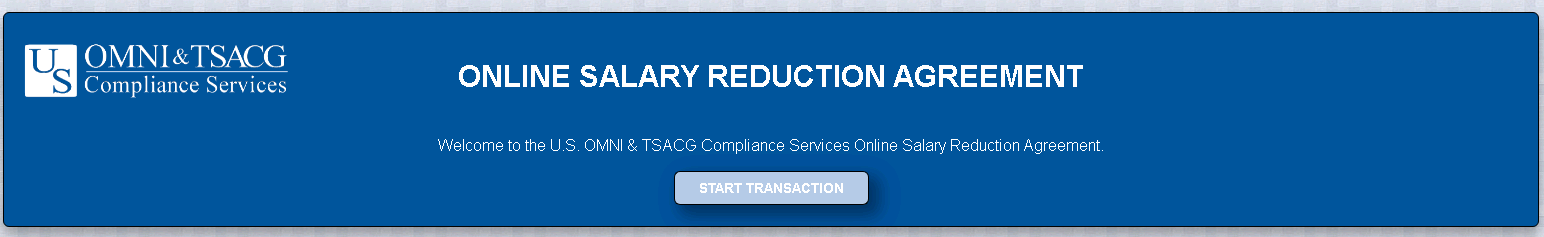 US
OMNI & TSACG
Compliance Services
ONLINE SALARY REDUCTION AGREEMENT
Welcome to the U.S. OMNI & TSACG Compliance Services Online Salary Reduction Agreement.
START TRANSACTION